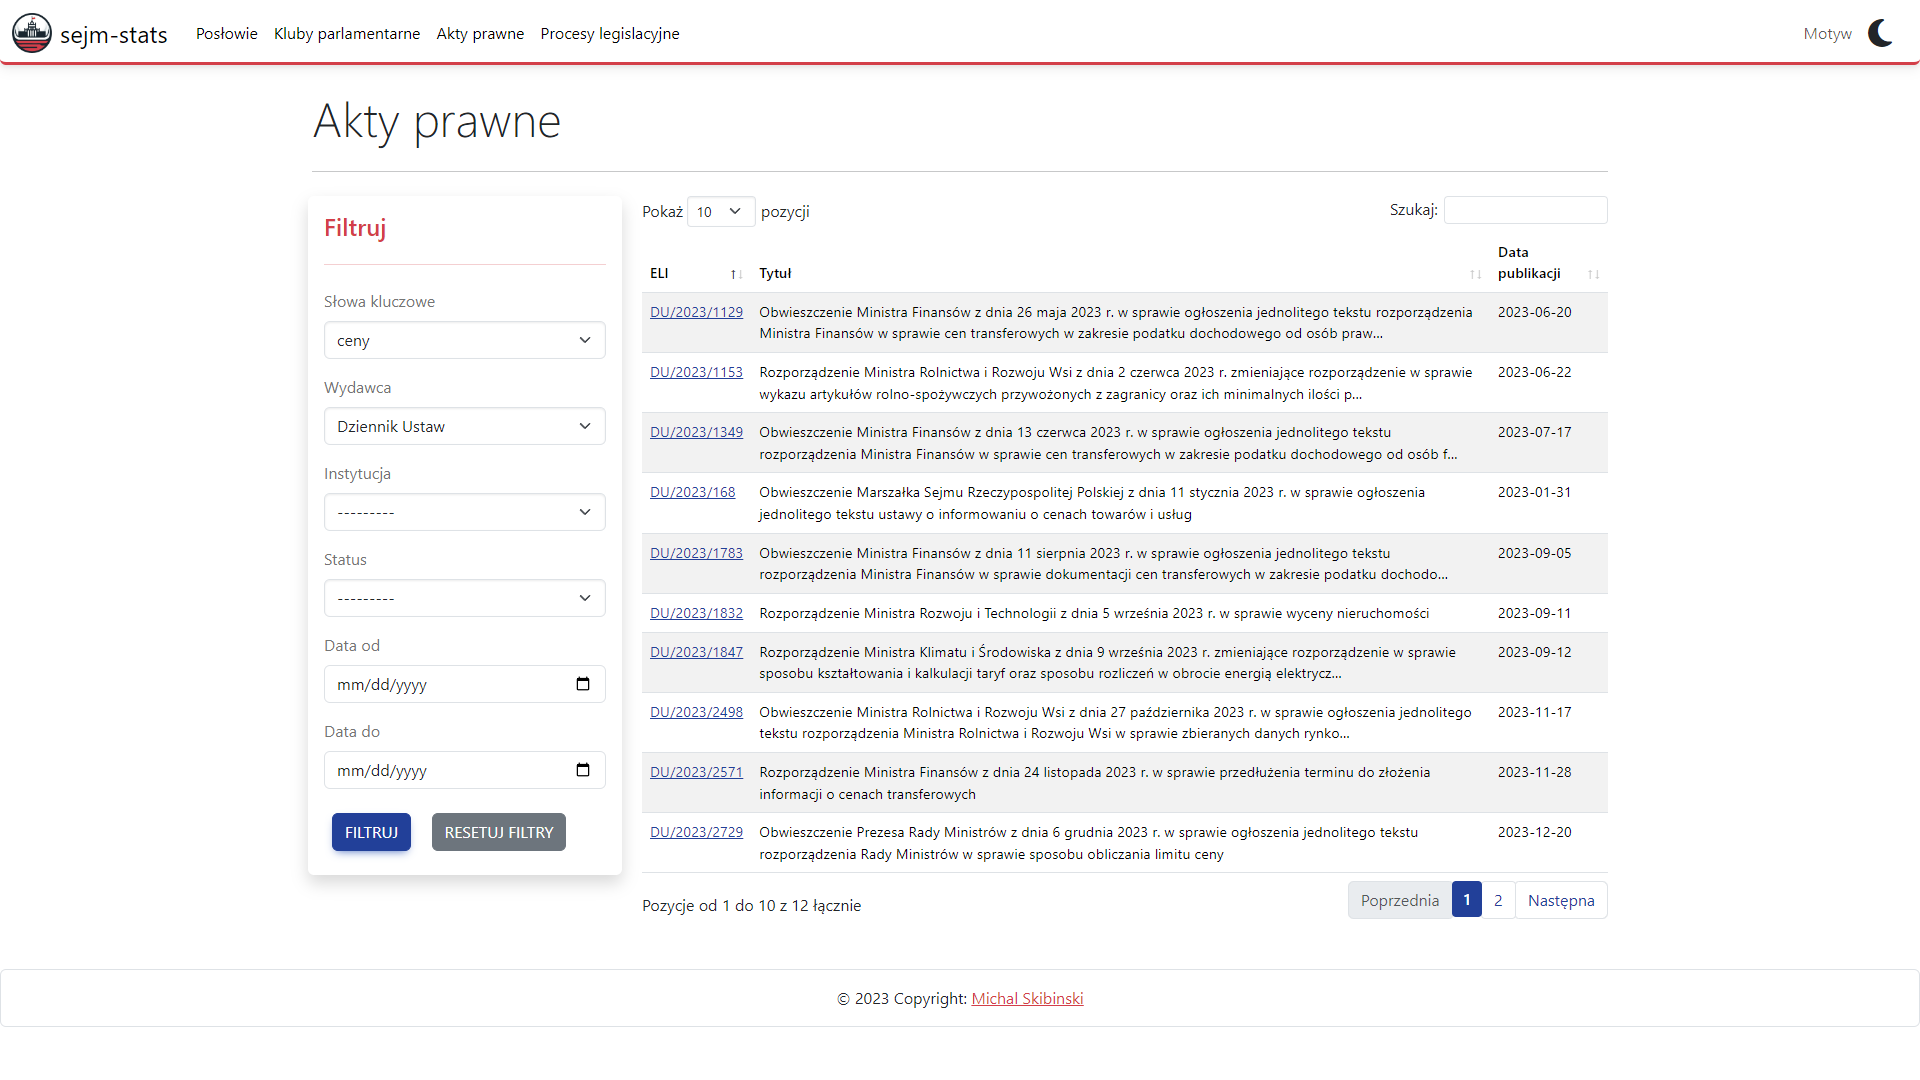 sejm-stats
Posłowie
Kluby parlamentarne
Akty prawne
Procesy legislacyjne
Motyw
Akty prawne
Filtruj
Słowa kluczowe
ceny
Wydawca
Dziennik Ustaw
Instytucja
---------
Status
---------
Data od
mm/dd/yyyy
Data do
mm/dd/yyyy
FILTRUJ
RESETUJ FILTRY
Pokaż 10 pozycji
Szukaj:
ELI
Tytuł
Data
publikacji
DU/2023/1129
Obwieszczenie Ministra Finansów z dnia 26 maja 2023 r. w sprawie ogłoszenia jednolitego tekstu rozporządzenia
Ministra Finansów w sprawie cen transferowych w zakresie podatku dochodowego od osób praw...
2023-06-20
DU/2023/1153
Rozporządzenie Ministra Rolnictwa i Rozwoju Wsi z dnia 2 czerwca 2023 r. zmieniające rozporządzenie w sprawie
wykazu artykułów rolno-spożywczych przywożonych z zagranicy oraz ich minimalnych ilości p...
2023-06-22
DU/2023/1349
Obwieszczenie Ministra Finansów z dnia 13 czerwca 2023 r. w sprawie ogłoszenia jednolitego tekstu
rozporządzenia Ministra Finansów w sprawie cen transferowych w zakresie podatku dochodowego od osób f...
2023-07-17
DU/2023/168
Obwieszczenie Marszałka Sejmu Rzeczypospolitej Polskiej z dnia 11 stycznia 2023 r. w sprawie ogłoszenia
jednolitego tekstu ustawy o informowaniu o cenach towarów i usług
2023-01-31
DU/2023/1783
Obwieszczenie Ministra Finansów z dnia 11 sierpnia 2023 r. w sprawie ogłoszenia jednolitego tekstu
rozporządzenia Ministra Finansów w sprawie dokumentacji cen transferowych w zakresie podatku dochodo...
2023-09-05
DU/2023/1832
Rozporządzenie Ministra Rozwoju i Technologii z dnia 5 września 2023 r. w sprawie wyceny nieruchomości
2023-09-11
DU/2023/1847
Rozporządzenie Ministra Klimatu i Środowiska z dnia 9 września 2023 r. zmieniające rozporządzenie w sprawie
sposobu kształtowania i kalkulacji taryf oraz sposobu rozliczeń w obrocie energią elektrycz...
2023-09-12
DU/2023/2498
Obwieszczenie Ministra Rolnictwa i Rozwoju Wsi z dnia 27 października 2023 r. w sprawie ogłoszenia jednolitego
tekstu rozporządzenia Ministra Rolnictwa i Rozwoju Wsi w sprawie zbieranych danych rynko...
2023-11-17
DU/2023/2571
Rozporządzenie Ministra Finansów z dnia 24 listopada 2023 r. w sprawie przedłużenia terminu do złożenia
informacji o cenach transferowych
2023-11-28
DU/2023/2729
Obwieszczenie Prezesa Rady Ministrów z dnia 6 grudnia 2023 r. w sprawie ogłoszenia jednolitego tekstu
rozporządzenia Rady Ministrów w sprawie sposobu obliczania limitu ceny
2023-12-20
Pozycje od 1 do 10 z 12 łącznie
Poprzednia
1
2
Następna
© 2023 Copyright: Michal Skibinski